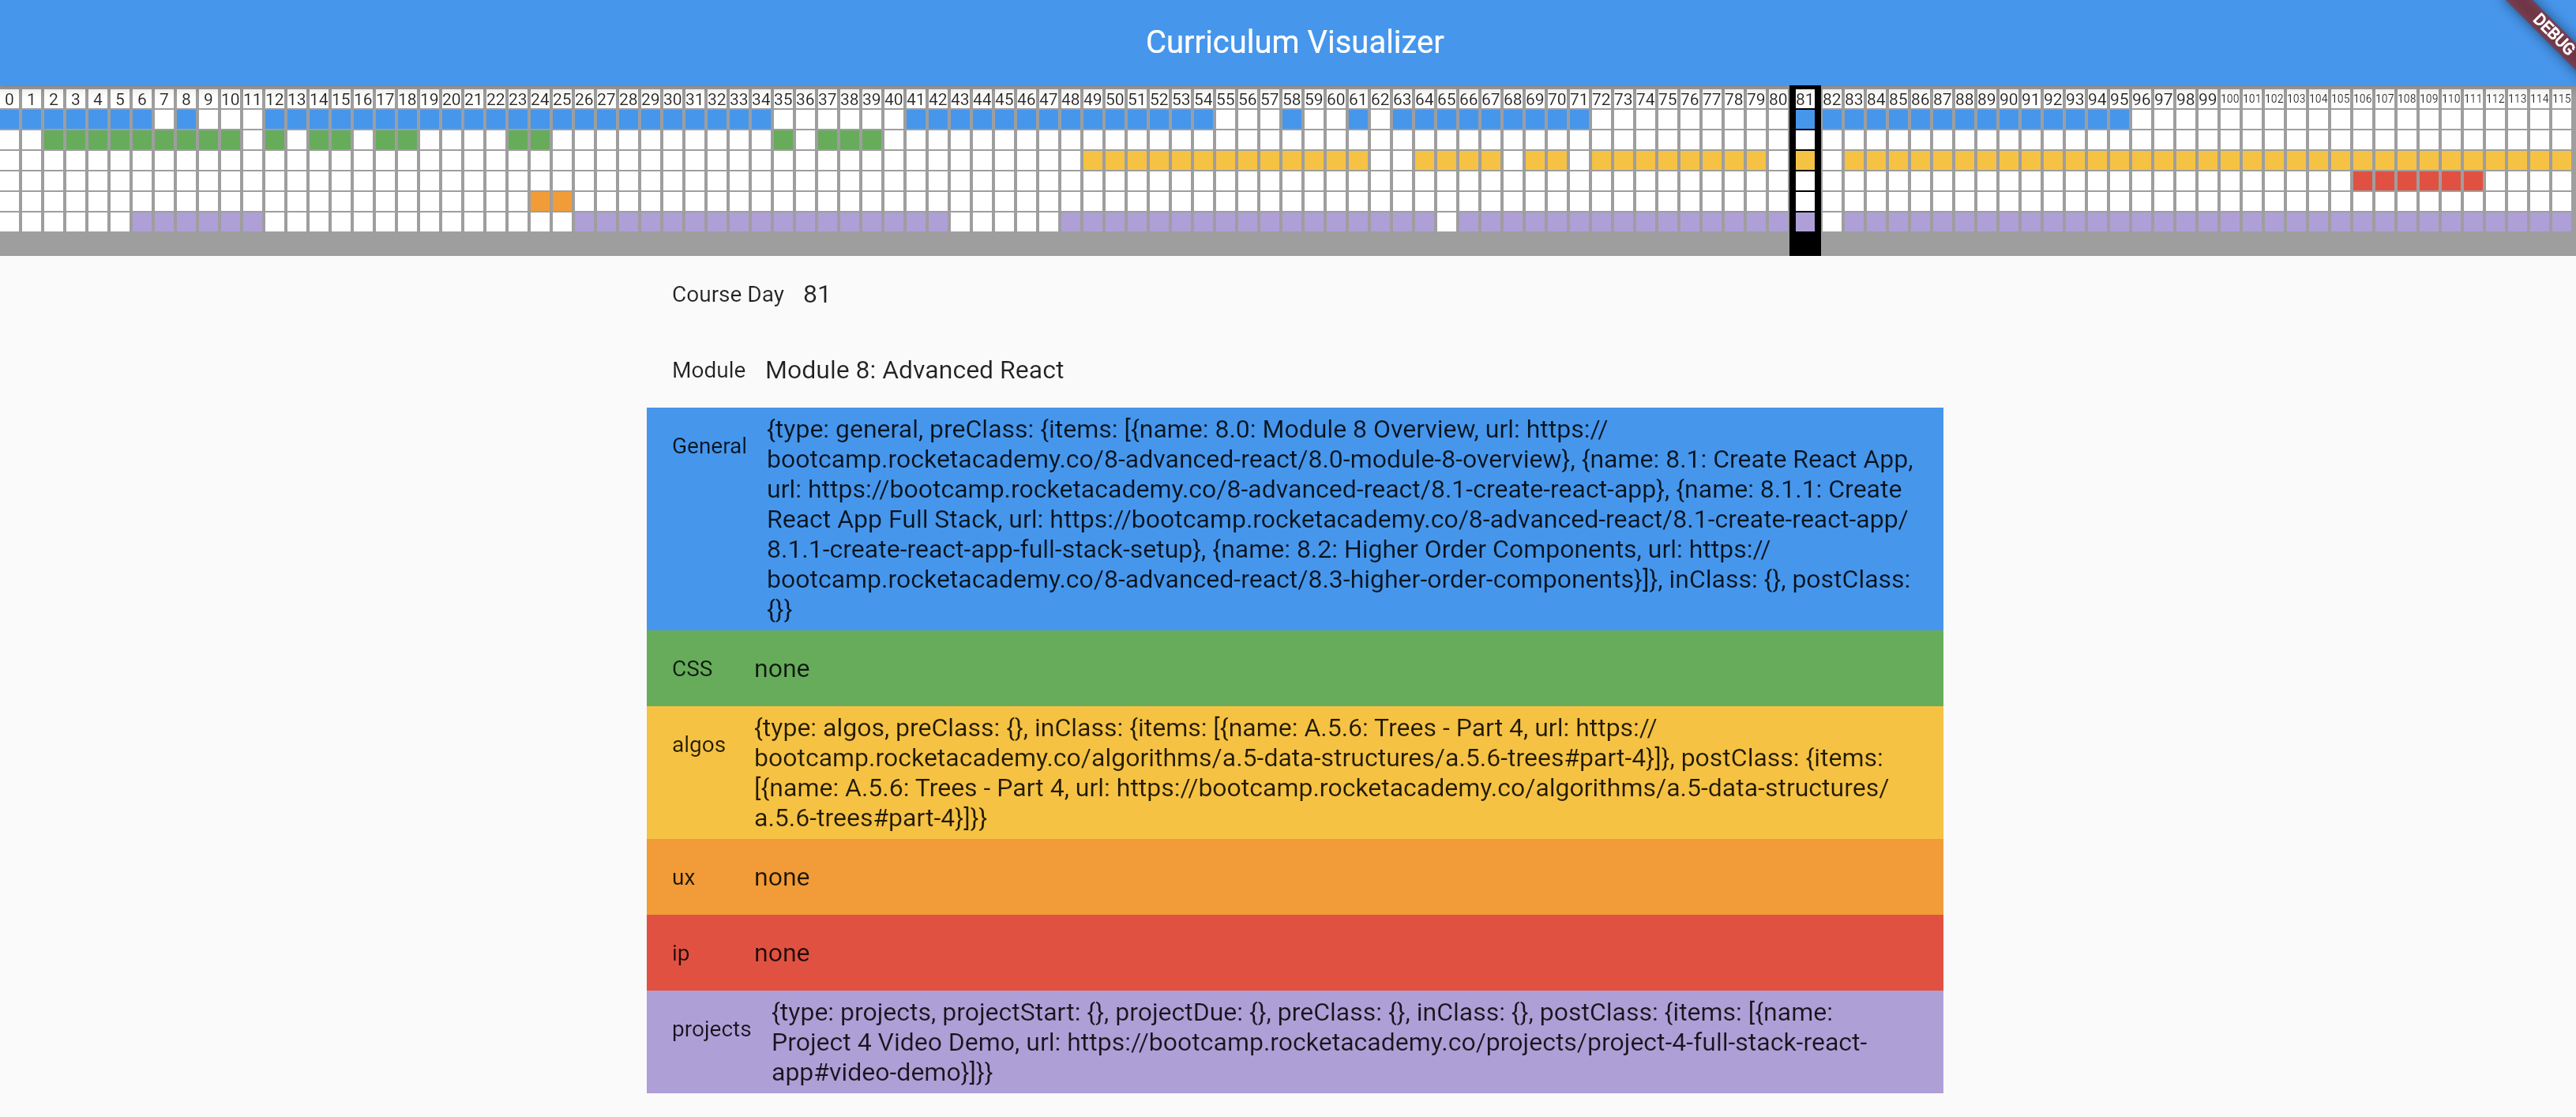 Curriculum Visualizer
DEBUG
0 1 2 3 4 5 6 7 8 9 10 11 12 13 14 15 16 17 18 19 20 21 22 23 24 25 26 27 28 29 30 31 32 33 34 35 36 37 38 39 40 41 42 43 44 45 46 47 48 49 50 51 52 53 54 55 56 57 58 59 60 61 62 63 64 65 66 67 68 69 70 71 72 73 74 75 76 77 78 79 80 81 82 83 84 85 86 87 88 89 90 91 92 93 94 95 96 97 98 99 100 101 102 103 104 105 106 107 108 109 110 111 112 113 114 115
Course Day 81
Module Module 8: Advanced React
General {type: general, preClass: {items: [{name: 8.0: Module 8 Overview, url: https://
bootcamp.rocketacademy.co/8-advanced-react/8.0-module-8-overview}, {name: 8.1: Create React App,
url: https://bootcamp.rocketacademy.co/8-advanced-react/8.1-create-react-app}, {name: 8.1.1: Create
React App Full Stack, url: https://bootcamp.rocketacademy.co/8-advanced-react/8.1-create-react-app/
8.1.1-create-react-app-full-stack-setup}, {name: 8.2: Higher Order Components, url: https://
bootcamp.rocketacademy.co/8-advanced-react/8.3-higher-order-components}]}, inClass: {}, postClass:
{}}
CSS none
algos {type: algos, preClass: {}, inClass: {items: [{name: A.5.6: Trees - Part 4, url: https://
bootcamp.rocketacademy.co/algorithms/a.5-data-structures/a.5.6-trees#part-4}]}, postClass: {items:
[{name: A.5.6: Trees - Part 4, url: https://bootcamp.rocketacademy.co/algorithms/a.5-data-structures/
a.5.6-trees#part-4}]}}
ux none
ip none
projects {type: projects, projectStart: {}, projectDue: {}, preClass: {}, inClass: {}, postClass: {items: [{name:
Project 4 Video Demo, url: https://bootcamp.rocketacademy.co/projects/project-4-full-stack-react-
app#video-demo}]}}